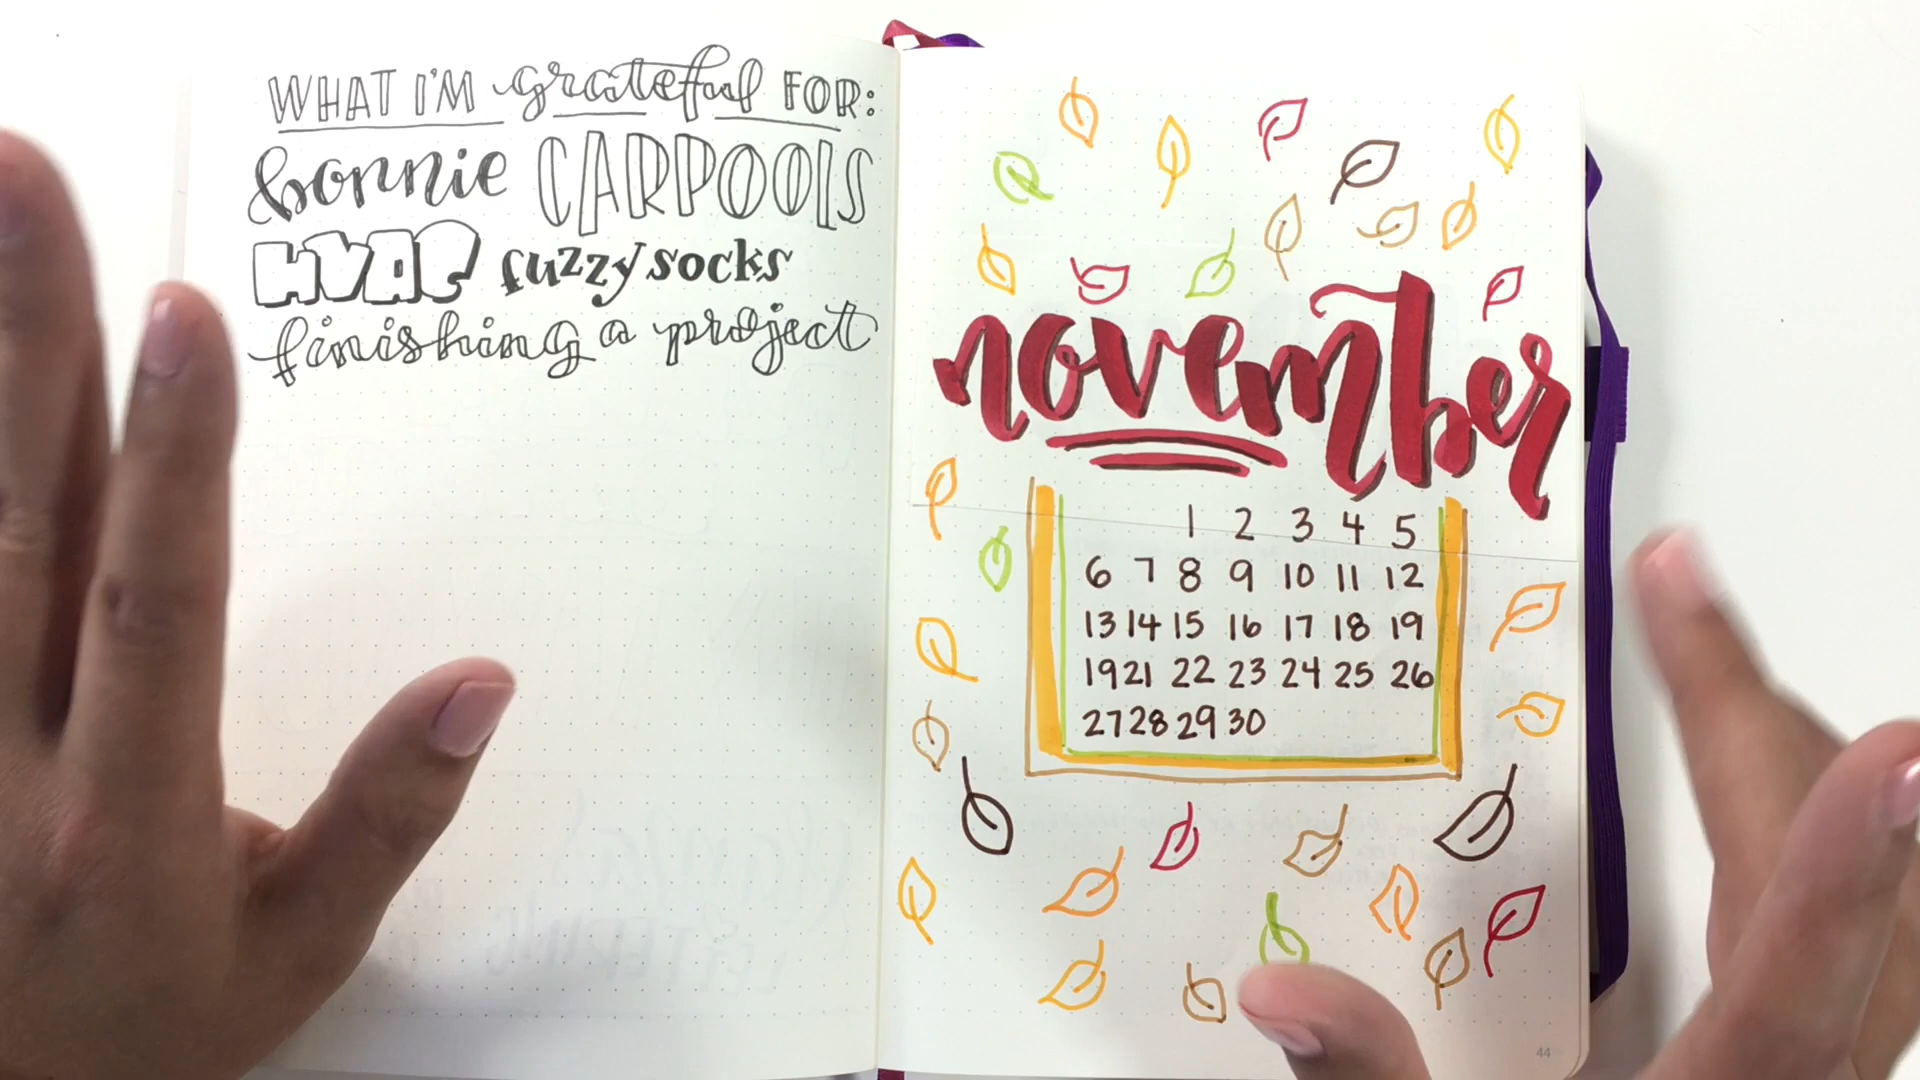 WHAT I'M grateful FOR:
bonnie CARPOOLS
HVAC fuzzy socks
finishing a project
november
1 2 3 4 5
6 7 8 9 10 11 12
13 14 15 16 17 18 19
19 21 22 23 24 25 26
27 28 29 30
44